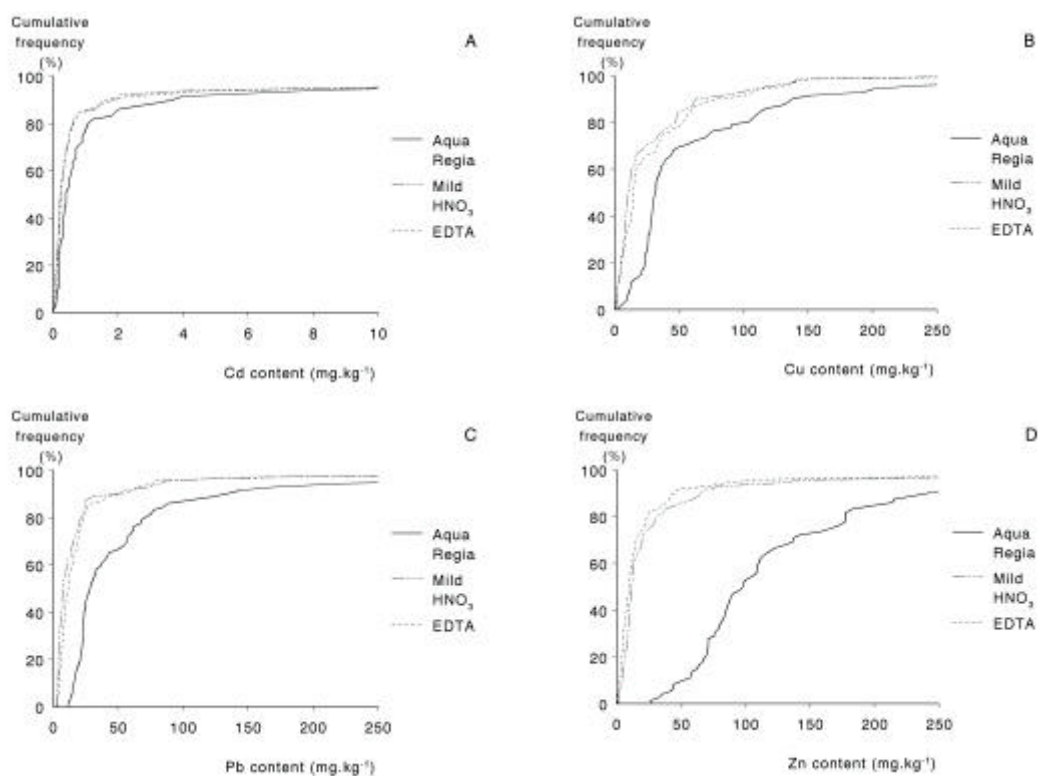 Cumulative
frequency
(%)
A
100
80
60
40
20
0
0 2 4 6 8 10
Cd content (mg.kg-1)
Aqua
Regia
Mild
HNO3
EDTA
Cumulative
frequency
(%)
B
100
80
60
40
20
0
0 50 100 150 200 250
Cu content (mg.kg-1)
Aqua
Regia
Mild
HNO3
EDTA
Cumulative
frequency
(%)
C
100
80
60
40
20
0
0 50 100 150 200 250
Pb content (mg.kg-1)
Aqua
Regia
Mild
HNO3
EDTA
Cumulative
frequency
(%)
D
100
80
60
40
20
0
0 50 100 150 200 250
Zn content (mg.kg-1)
Aqua
Regia
Mild
HNO3
EDTA